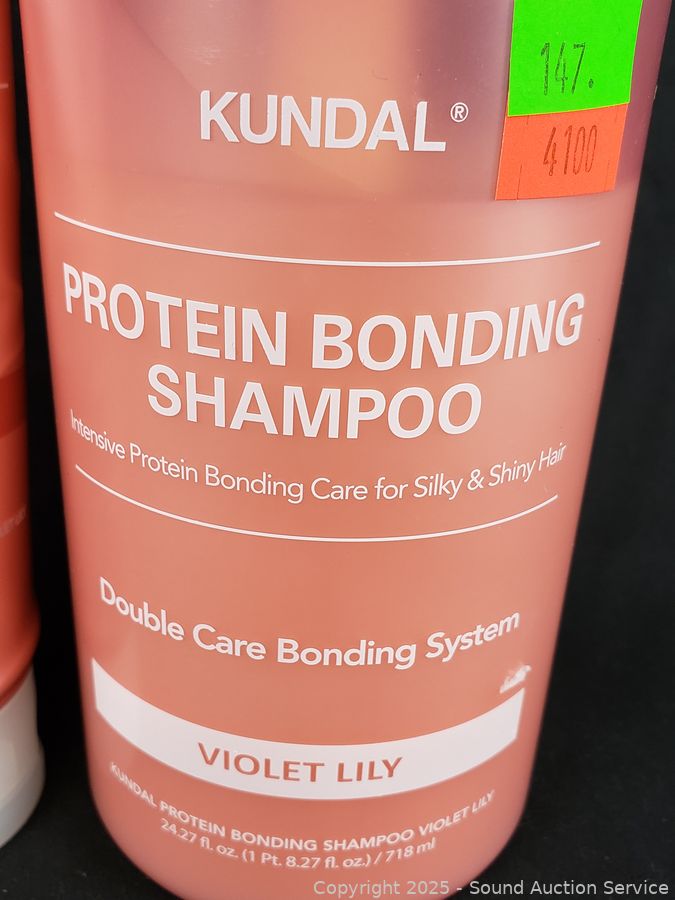 147.
4100
KUNDAL®
PROTEIN BONDING
SHAMPOO
Intensive Protein Bonding Care for Silky & Shiny Hair
Double Care Bonding System
VIOLET LILY
KUNDAL PROTEIN BONDING SHAMPOO VIOLET LILY
24.27 fl. oz. (1 Pt. 8.27 fl. oz.) / 718 ml
Copyright 2025 - Sound Auction Service